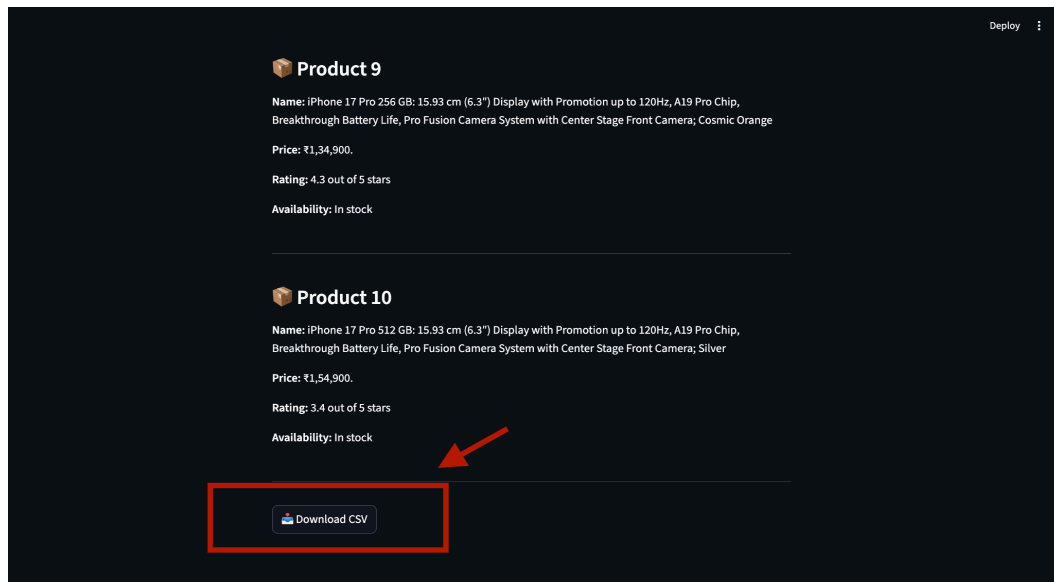 Deploy
Product 9
Name: iPhone 17 Pro 256 GB: 15.93 cm (6.3″) Display with Promotion up to 120Hz, A19 Pro Chip,
Breakthrough Battery Life, Pro Fusion Camera System with Center Stage Front Camera; Cosmic Orange
Price: ₹1,34,900.
Rating: 4.3 out of 5 stars
Availability: In stock
Product 10
Name: iPhone 17 Pro 512 GB: 15.93 cm (6.3″) Display with Promotion up to 120Hz, A19 Pro Chip,
Breakthrough Battery Life, Pro Fusion Camera System with Center Stage Front Camera; Silver
Price: ₹1,54,900.
Rating: 3.4 out of 5 stars
Availability: In stock
Download CSV